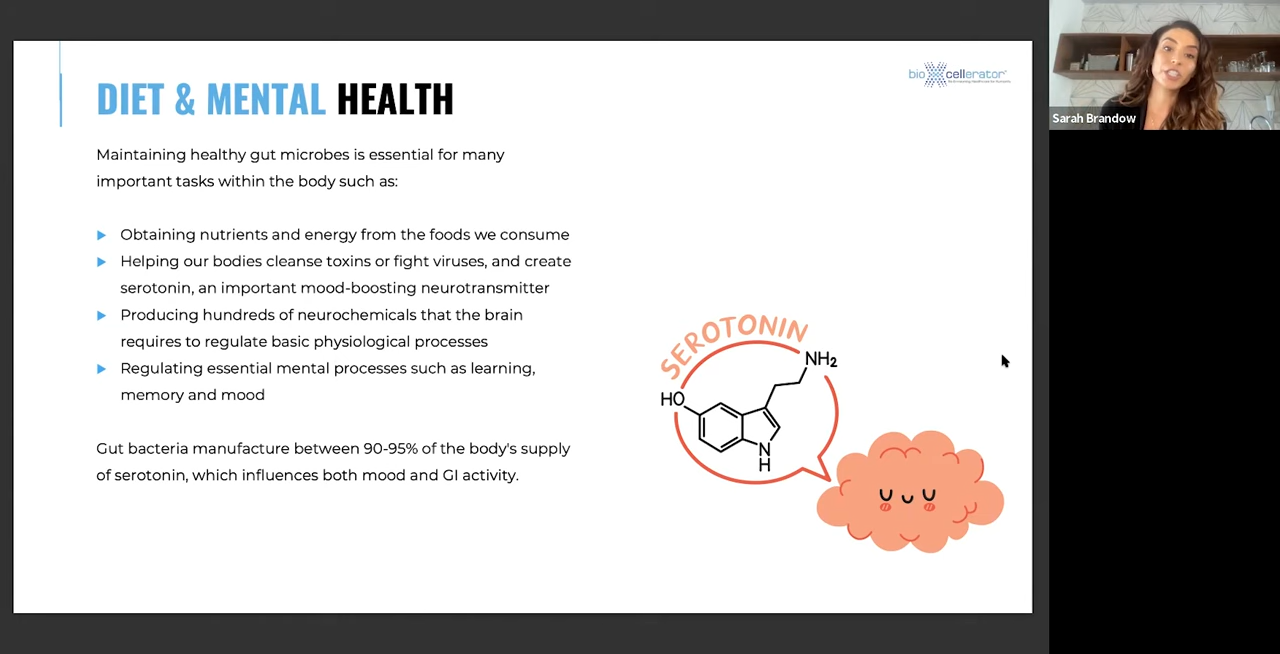 DIET & MENTAL HEALTH
bio cellerator
Sarah Brandow
Maintaining healthy gut microbes is essential for many
important tasks within the body such as:
Obtaining nutrients and energy from the foods we consume
Helping our bodies cleanse toxins or fight viruses, and create
serotonin, an important mood-boosting neurotransmitter
Producing hundreds of neurochemicals that the brain
requires to regulate basic physiological processes
Regulating essential mental processes such as learning,
memory and mood
Gut bacteria manufacture between 90-95% of the body's supply
of serotonin, which influences both mood and GI activity.
SEROTONIN
NH₂
HO
N
H